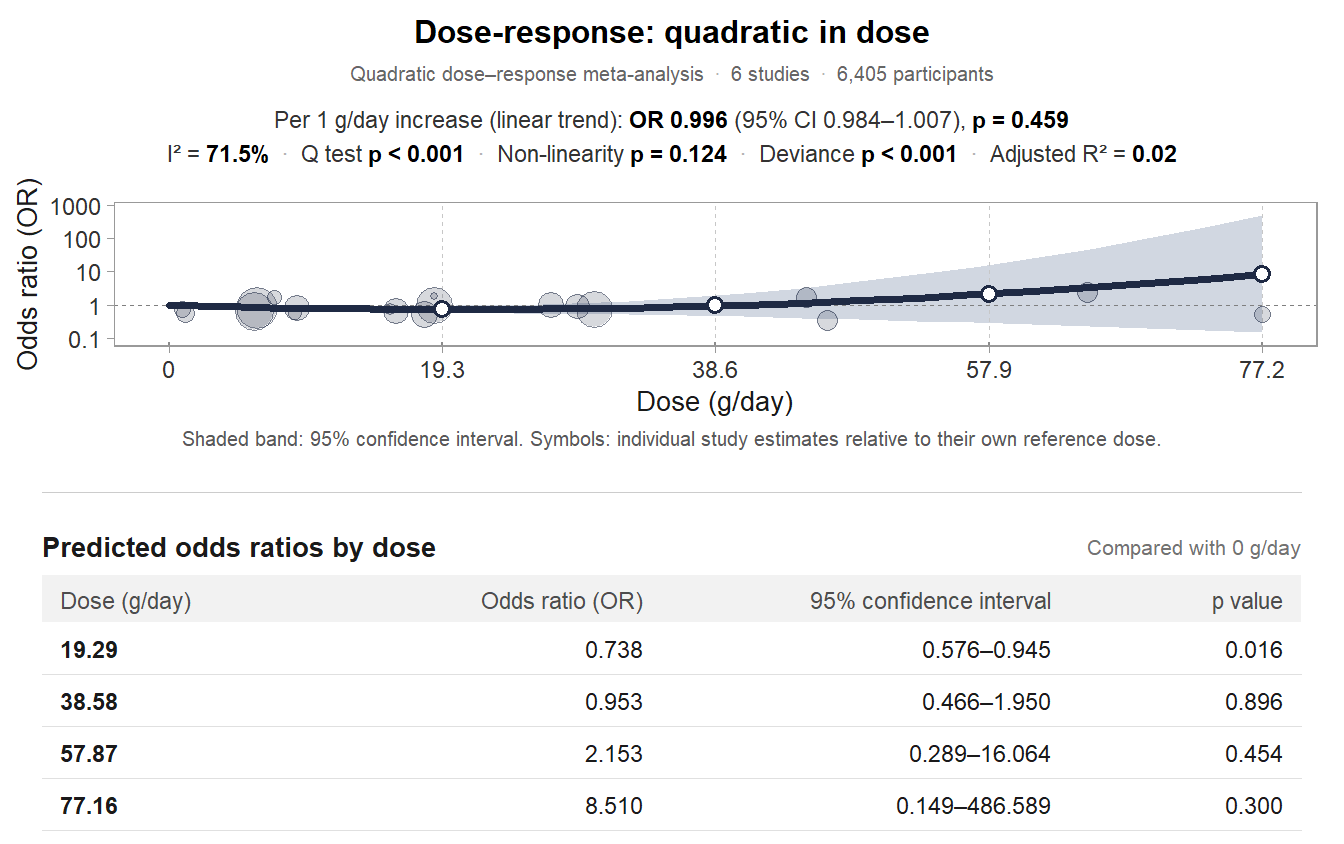 Dose-response: quadratic in dose
Quadratic dose–response meta-analysis · 6 studies · 6,405 participants
Per 1 g/day increase (linear trend): OR 0.996 (95% CI 0.984–1.007), p = 0.459
I² = 71.5% · Q test p < 0.001 · Non-linearity p = 0.124 · Deviance p < 0.001 · Adjusted R² = 0.02
Odds ratio (OR)
1000
100
10
1
0.1
0 19.3 38.6 57.9 77.2
Dose (g/day)
Shaded band: 95% confidence interval. Symbols: individual study estimates relative to their own reference dose.
Predicted odds ratios by dose Compared with 0 g/day
Dose (g/day) Odds ratio (OR) 95% confidence interval p value
19.29 0.738 0.576–0.945 0.016
38.58 0.953 0.466–1.950 0.896
57.87 2.153 0.289–16.064 0.454
77.16 8.510 0.149–486.589 0.300